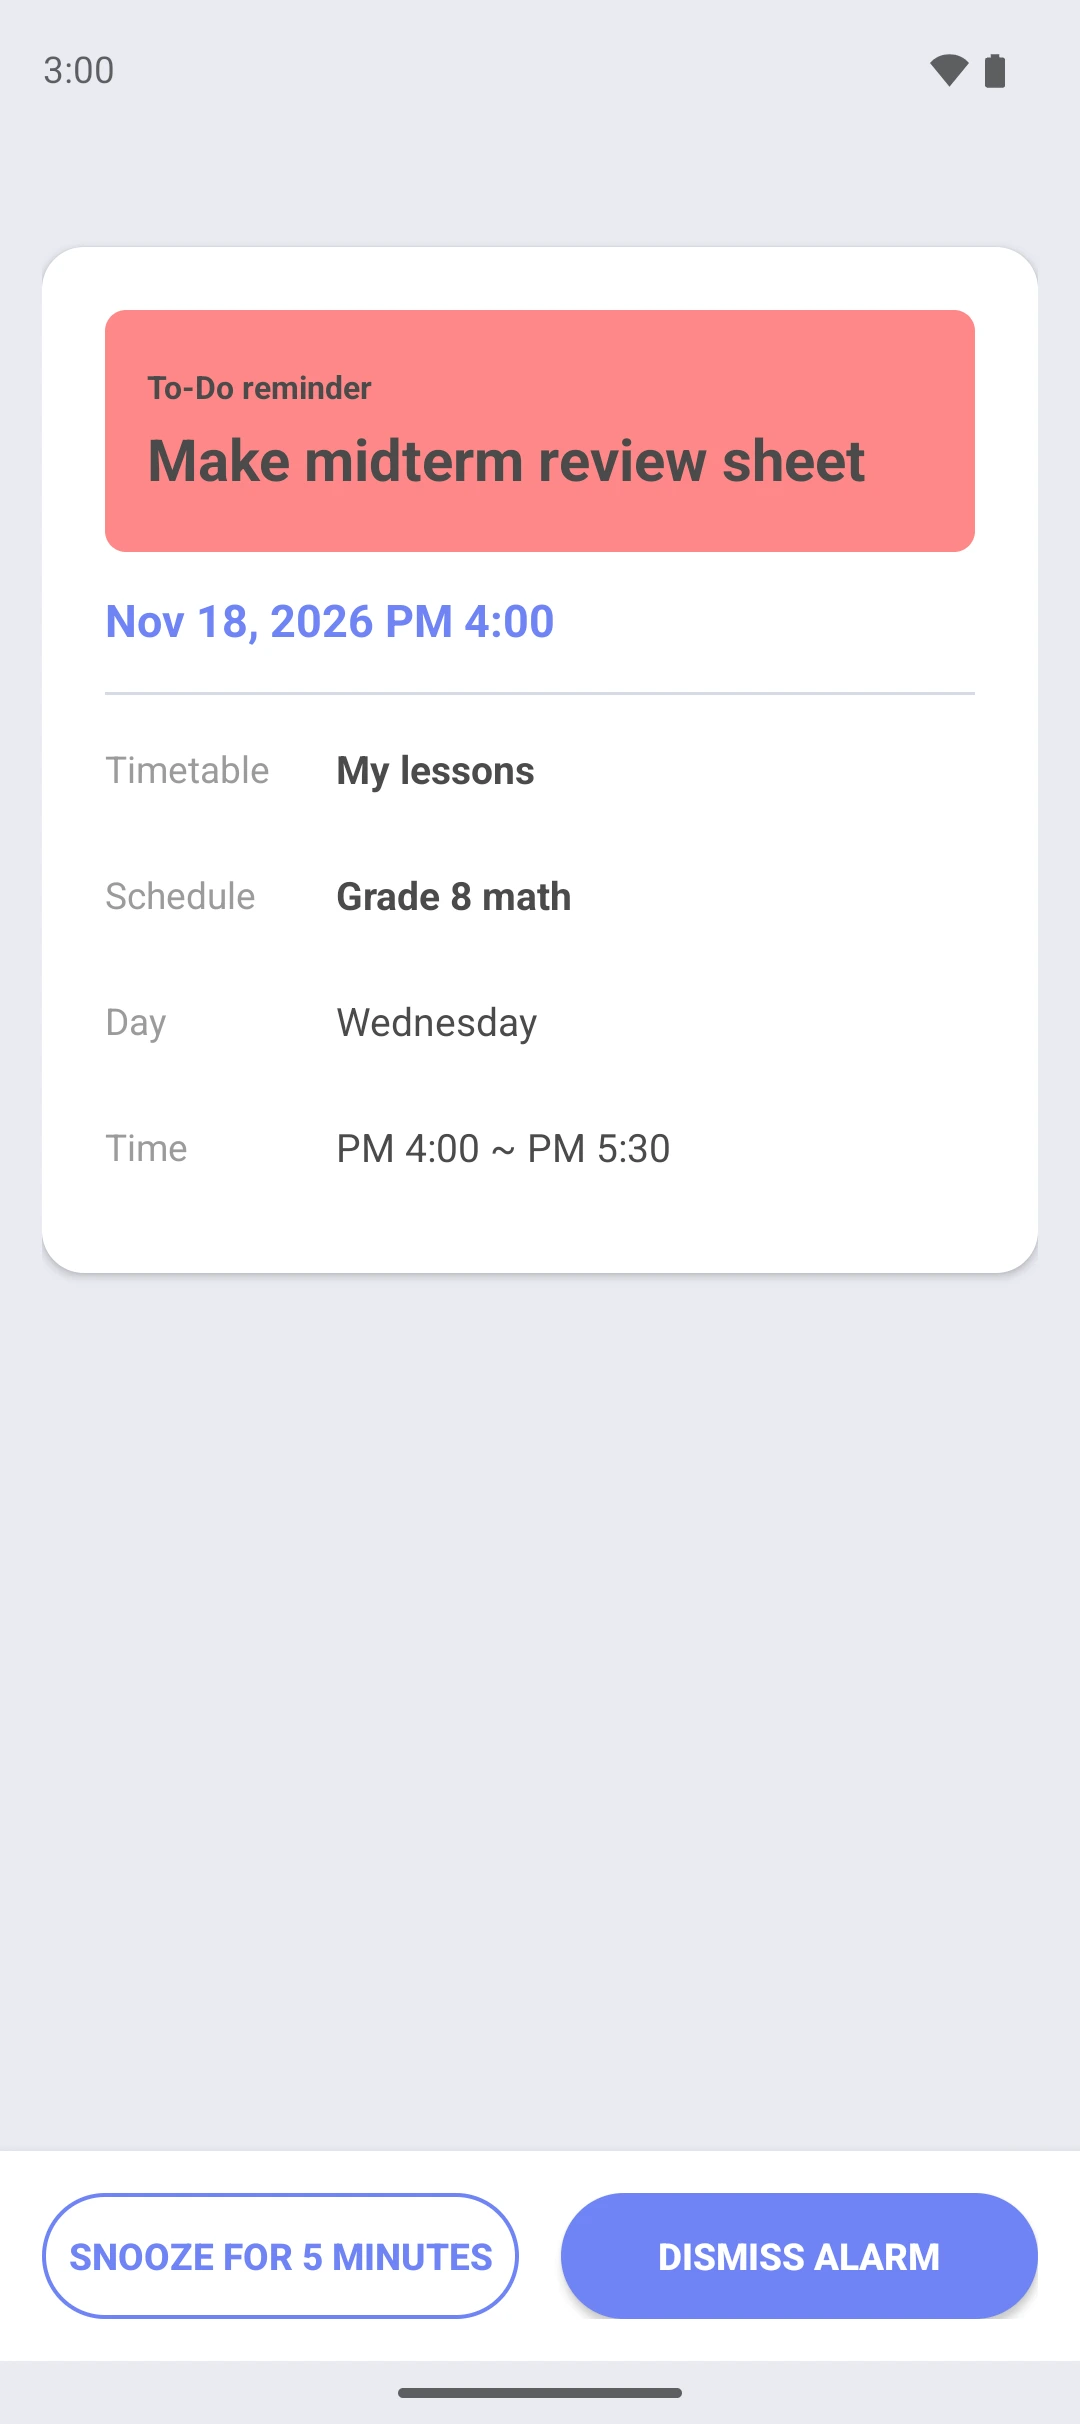 3:00
To-Do reminder
Make midterm review sheet
Nov 18, 2026 PM 4:00
Timetable My lessons
Schedule Grade 8 math
Day Wednesday
Time PM 4:00 ~ PM 5:30
SNOOZE FOR 5 MINUTES DISMISS ALARM